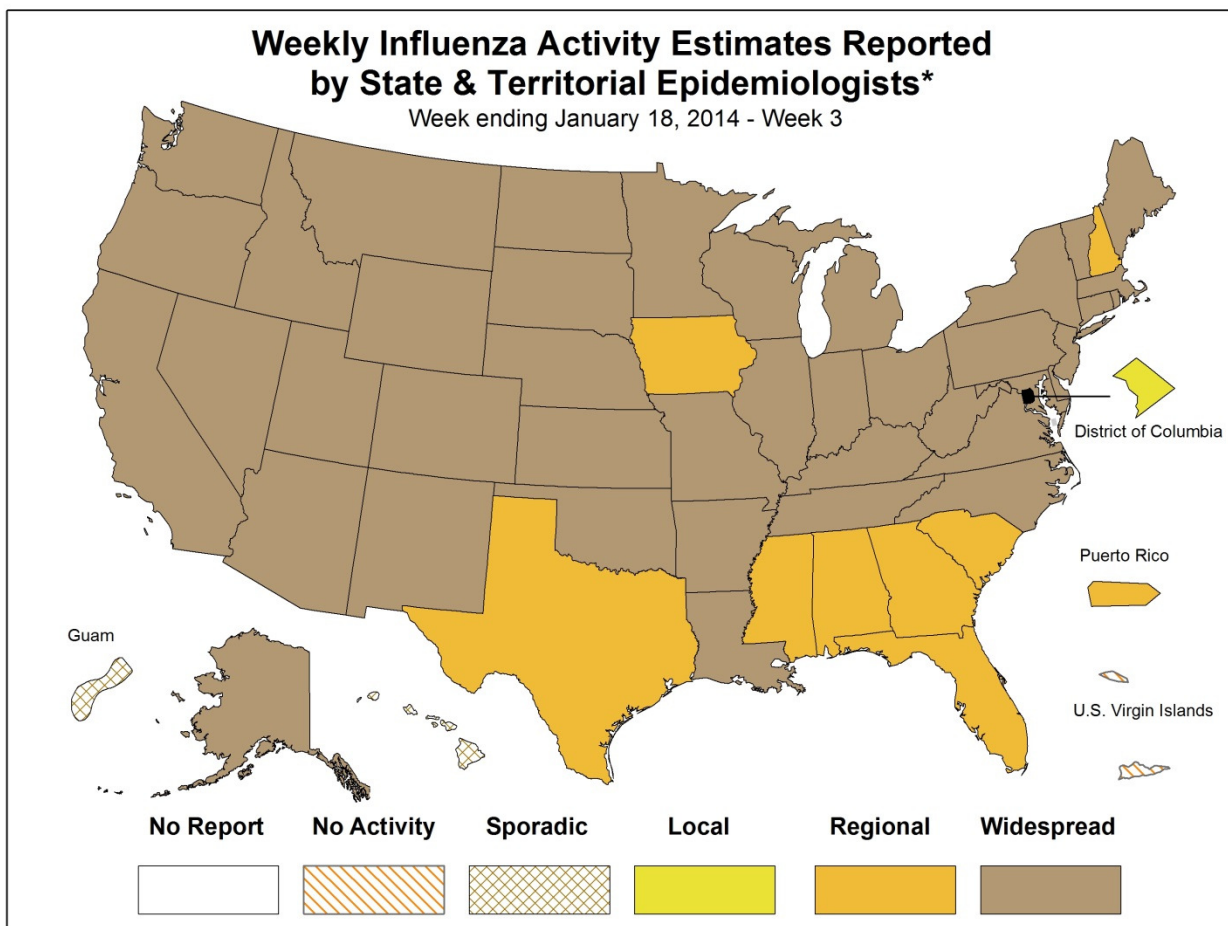 Weekly Influenza Activity Estimates Reported
by State & Territorial Epidemiologists*
Week ending January 18, 2014 - Week 3
District of Columbia
Puerto Rico
Guam
U.S. Virgin Islands
No Report
No Activity
Sporadic
Local
Regional
Widespread